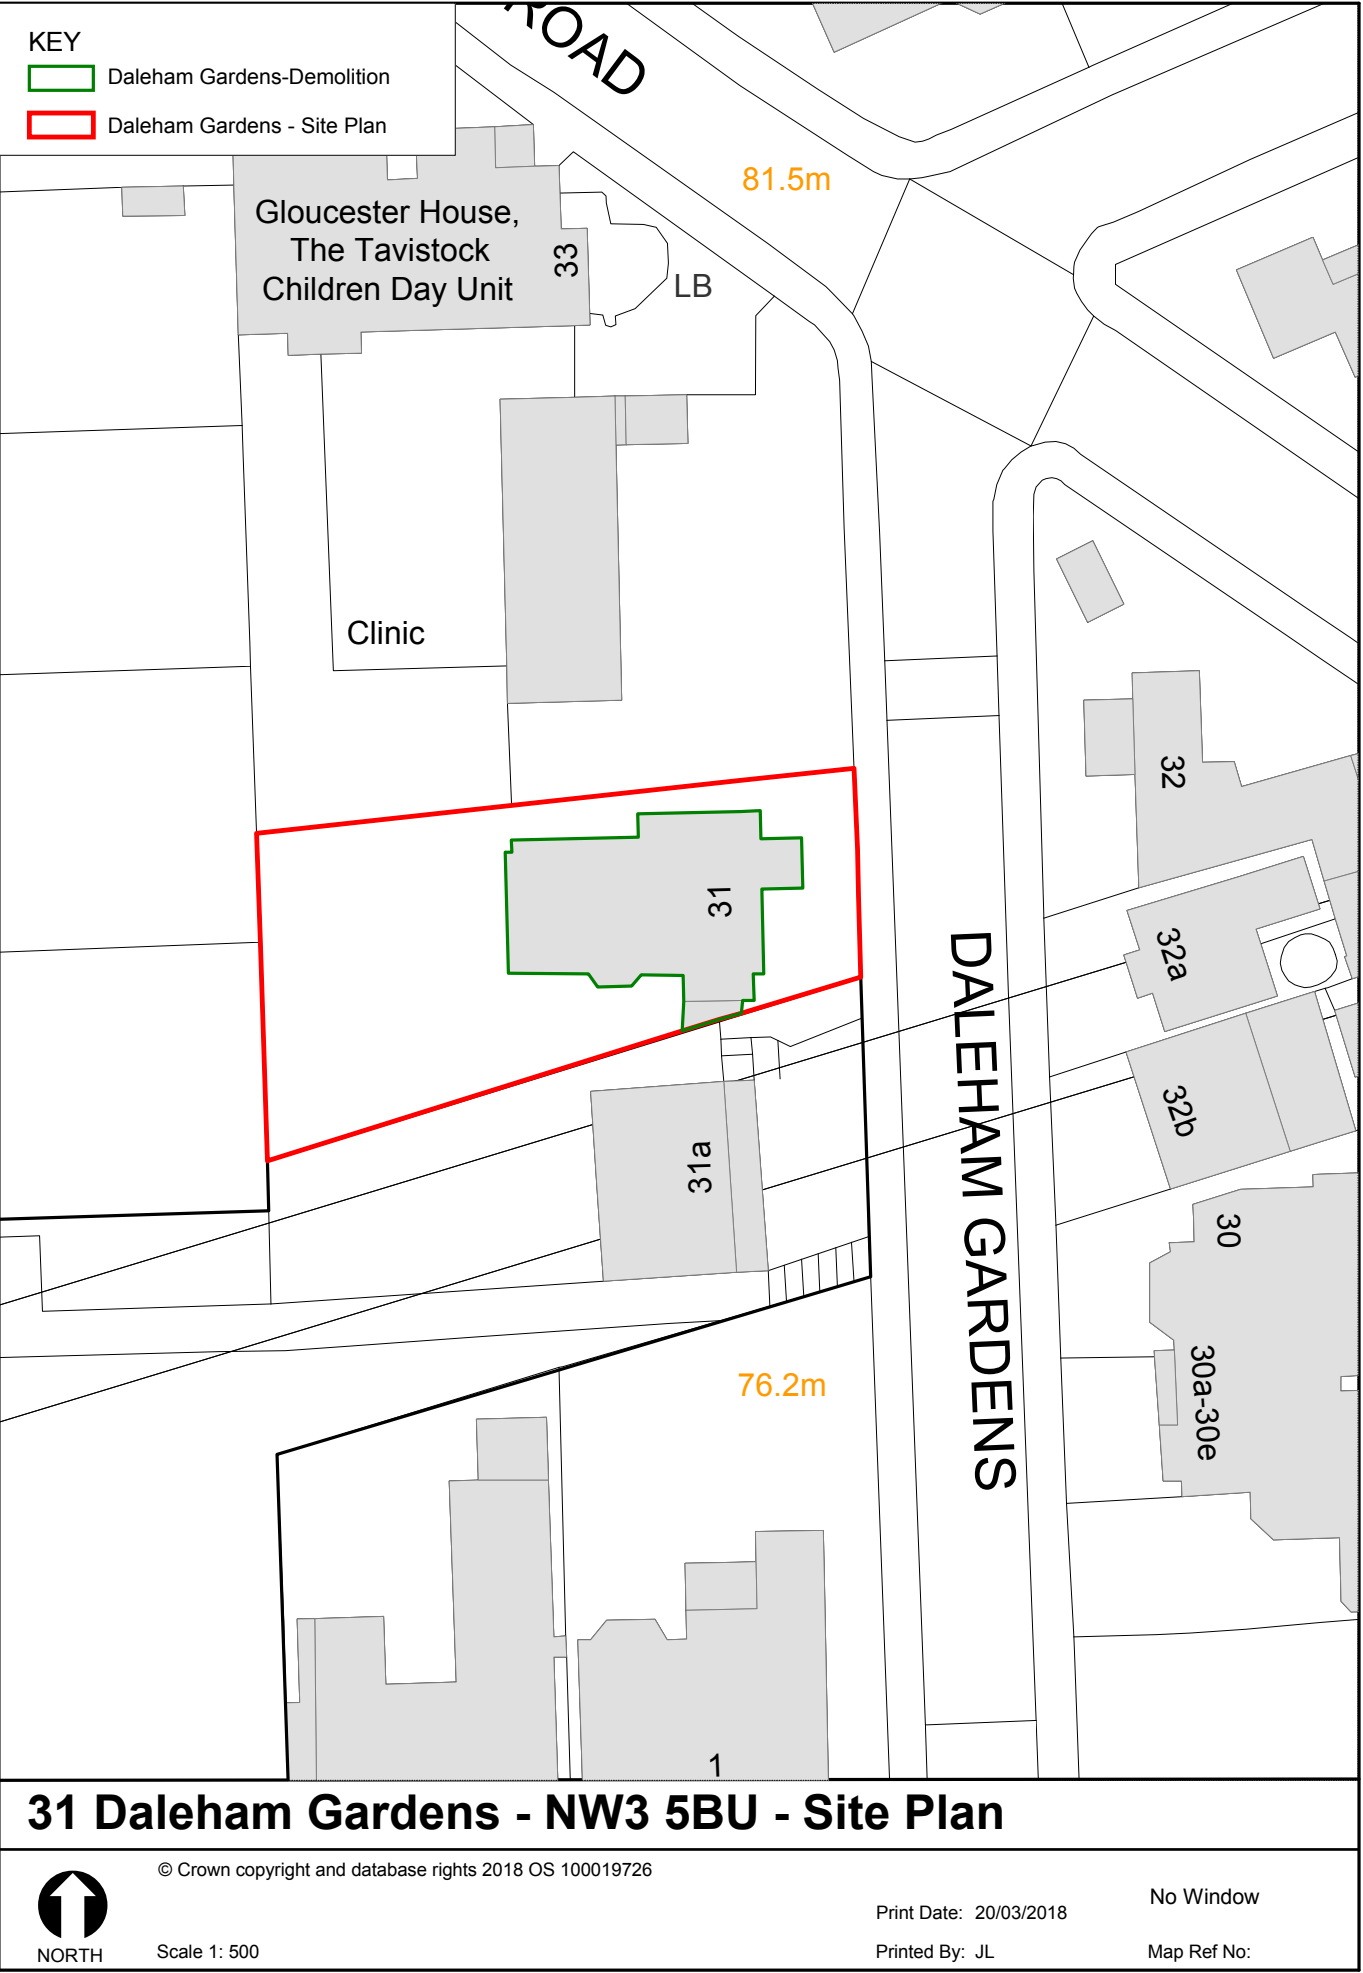 KEY
Daleham Gardens-Demolition
Daleham Gardens - Site Plan
ROAD
81.5m
Gloucester House,
The Tavistock
Children Day Unit
33
LB
Clinic
32
31
32a
DALEHAM GARDENS
32b
31a
30
30a-30e
76.2m
1
31 Daleham Gardens - NW3 5BU - Site Plan
© Crown copyright and database rights 2018 OS 100019726
No Window
Print Date: 20/03/2018
NORTH
Scale 1: 500
Printed By: JL
Map Ref No: